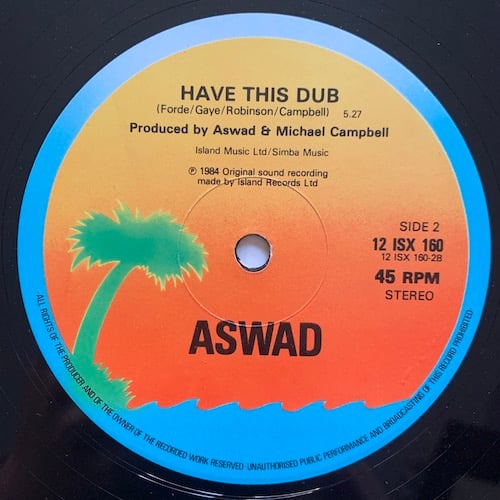 HAVE THIS DUB
(Forde/Gaye/Robinson/Campbell) 5.27
Produced by Aswad & Michael Campbell
Island Music Ltd/Simba Music
℗ 1984 Original sound recording
made by Island Records Ltd
SIDE 2
12 ISX 160
12 ISX 160-2B
45 RPM
STEREO
ASWAD
ALL RIGHTS OF THE PRODUCER AND OF THE OWNER OF THE RECORDED WORK RESERVED · UNAUTHORISED PUBLIC PERFORMANCE AND BROADCASTING OF THIS RECORD PROHIBITED